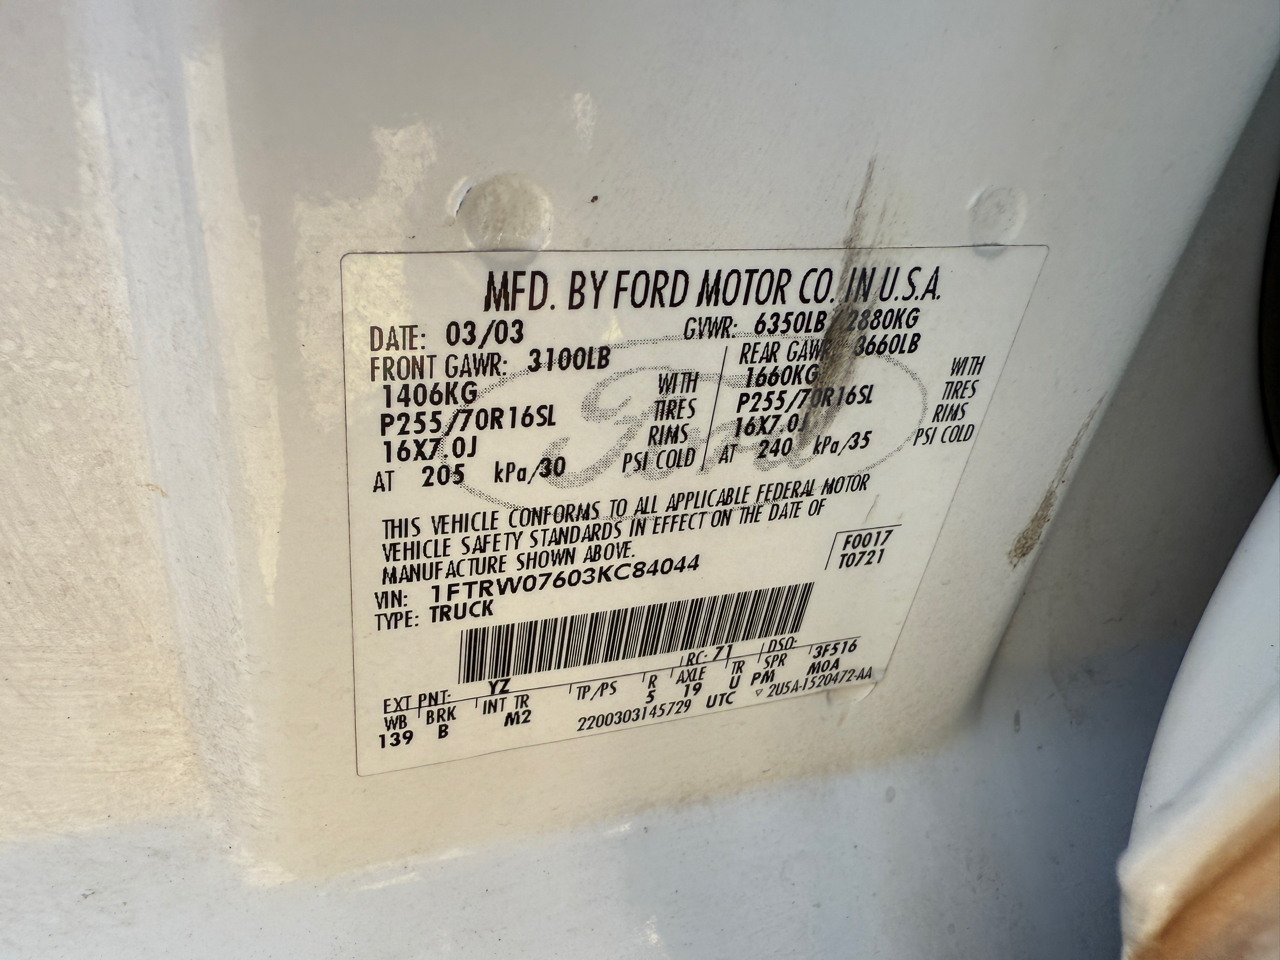 MFD. BY FORD MOTOR CO. IN U.S.A.
DATE: 03/03 GVWR: 6350LB/2880KG
FRONT GAWR: 3100LB REAR GAWR: 3660LB
1406KG WITH 1660KG WITH
P255/70R16SL TIRES P255/70R16SL TIRES
16X7.0J RIMS 16X7.0J RIMS
AT 205 kPa/30 PSI COLD AT 240 kPa/35 PSI COLD
Ford
THIS VEHICLE CONFORMS TO ALL APPLICABLE FEDERAL MOTOR
VEHICLE SAFETY STANDARDS IN EFFECT ON THE DATE OF
MANUFACTURE SHOWN ABOVE.
VIN: 1FTRW07603KC84044
F0017
TYPE: TRUCK
T0721
EXT PNT: YZ RC: 71 DSO: 3F516
WB BRK INT TR TP/PS R AXLE TR SPR
139 B M2 5 19 U PM M0A
2200303145729 UTC ▽ 2U5A-1520472-AA